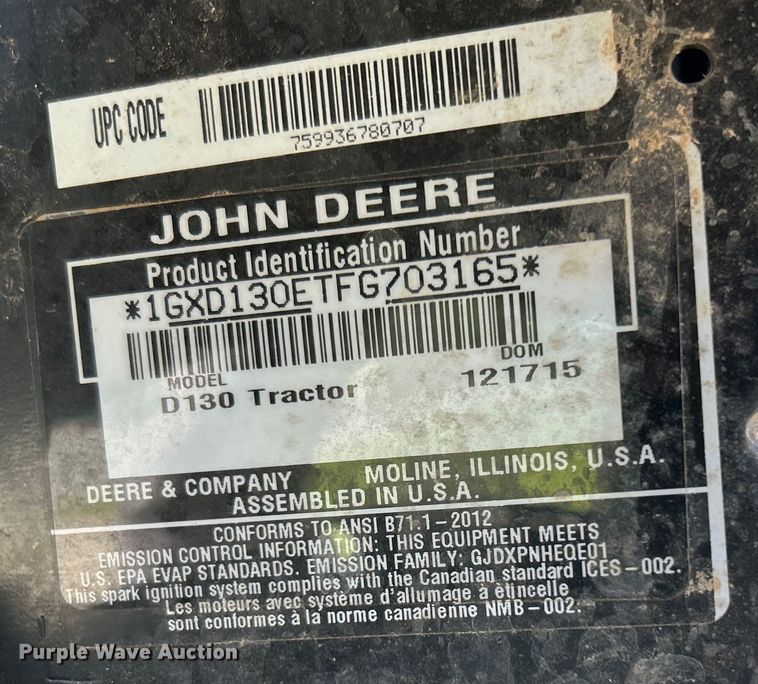 UPC CODE
759936780707
JOHN DEERE
Product Identification Number
*1GXD130ETFG703165*
MODEL DOM
D130 Tractor 121715
DEERE & COMPANY MOLINE, ILLINOIS, U.S.A.
ASSEMBLED IN U.S.A.
CONFORMS TO ANSI B71.1-2012
EMISSION CONTROL INFORMATION: THIS EQUIPMENT MEETS
U.S. EPA EVAP STANDARDS. EMISSION FAMILY: GJDXPNHEQE01
This spark ignition system complies with the Canadian standard ICES-002.
Les moteurs avec système d'allumage à étincelle
sont conformes à la norme canadienne NMB-002.
Purple Wave Auction